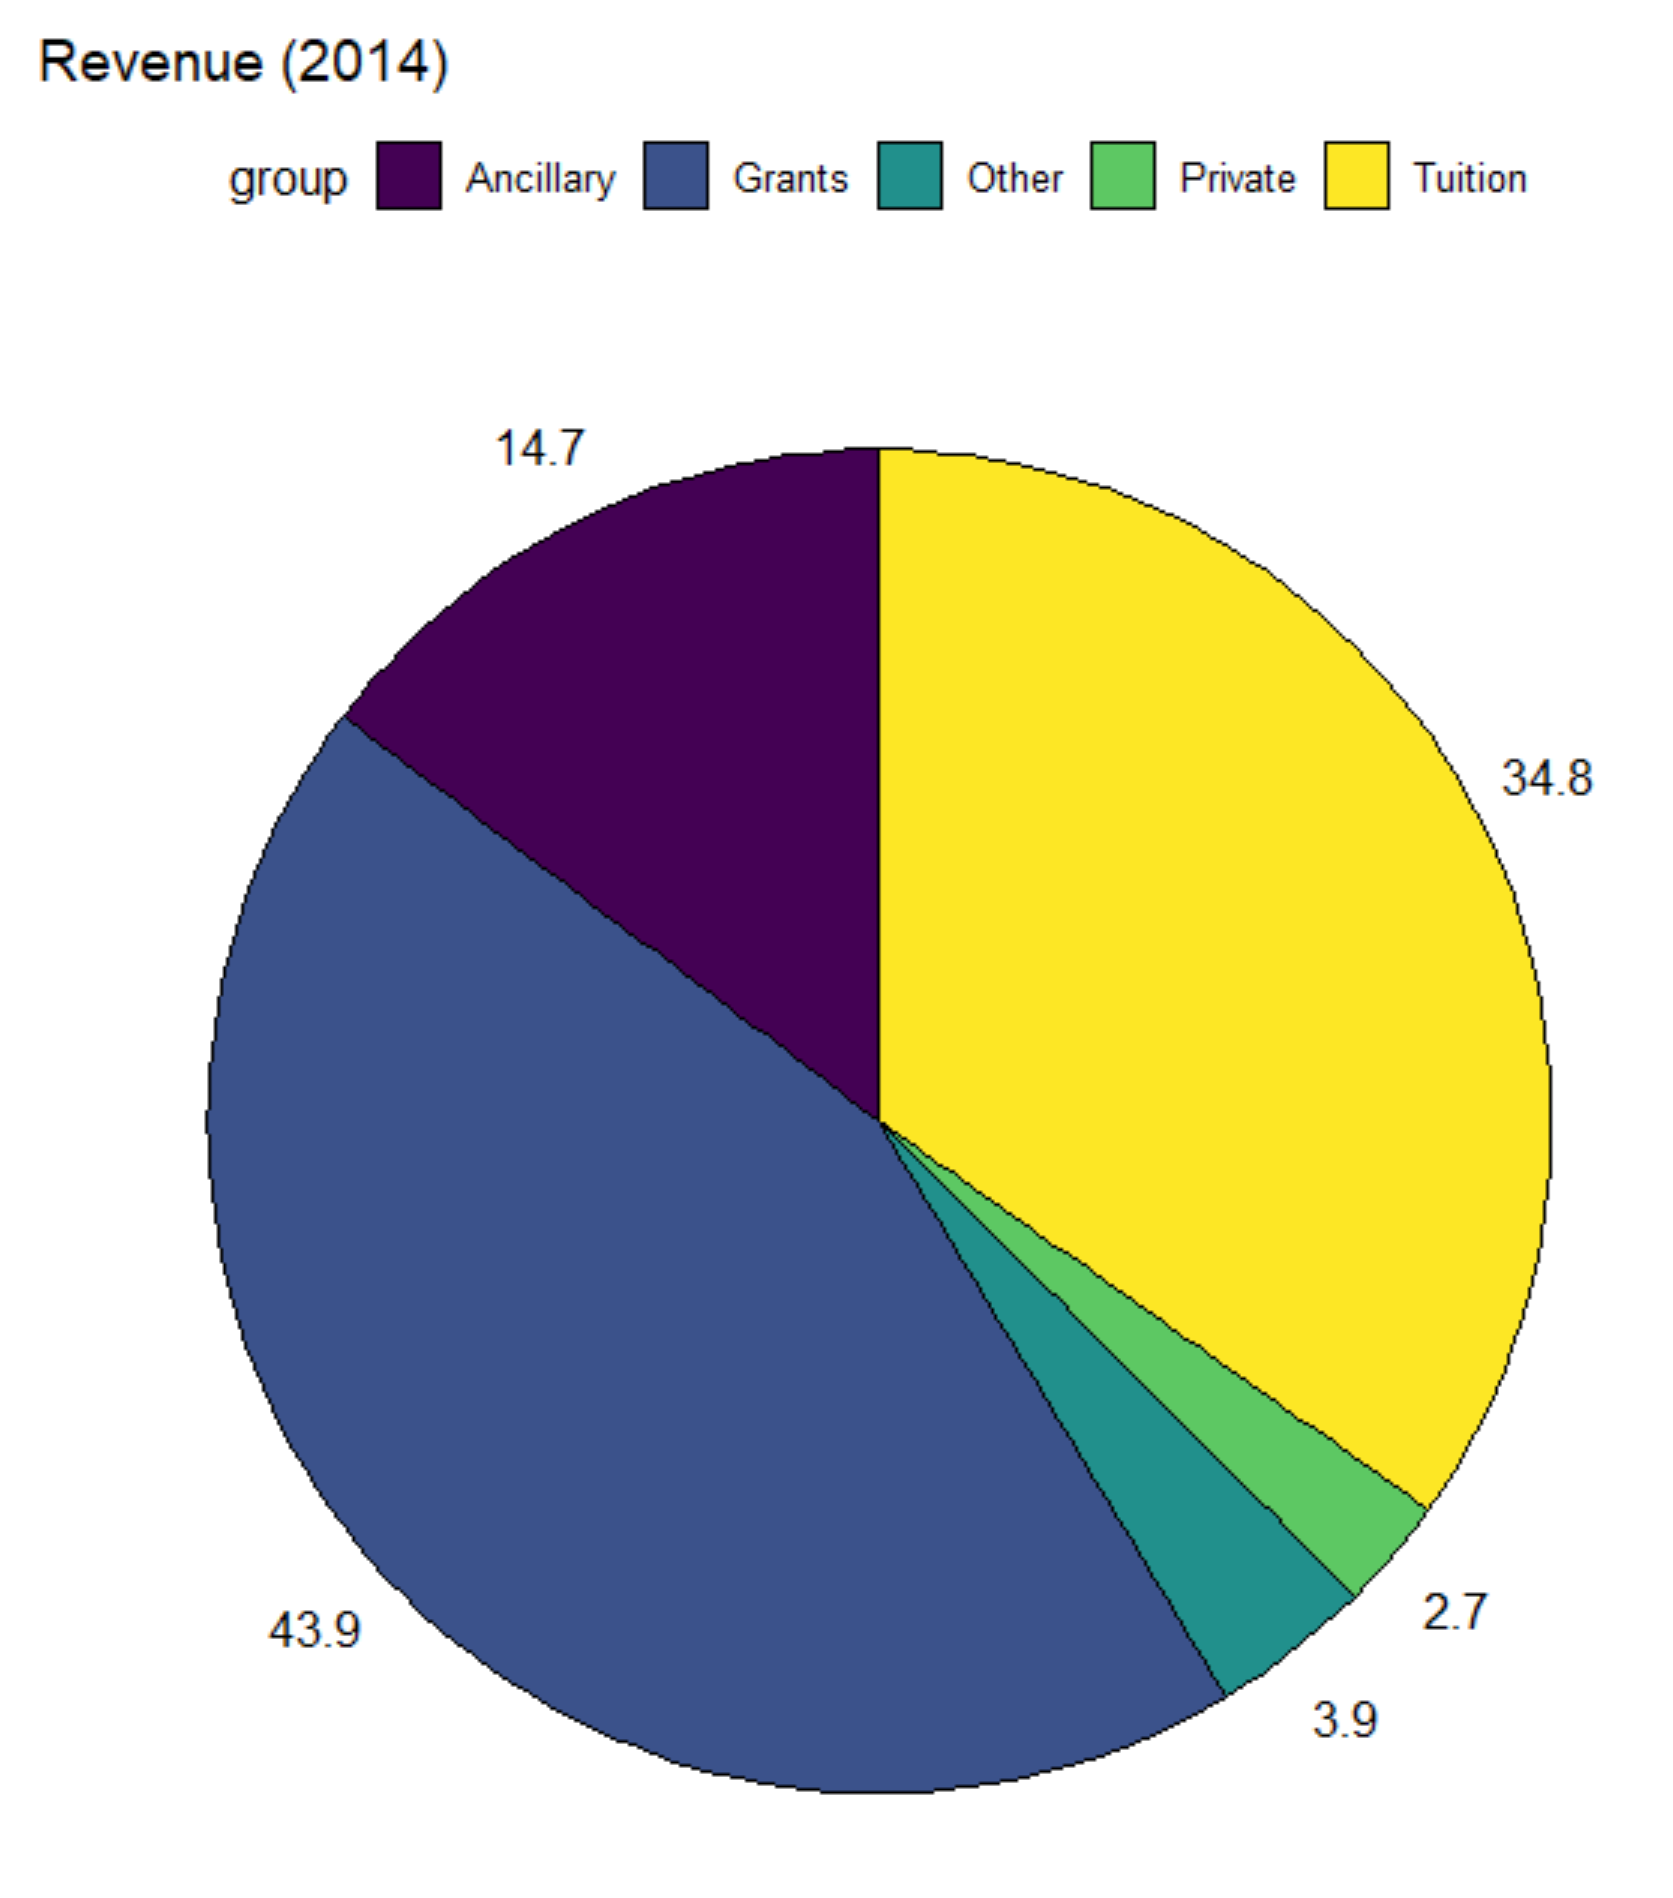 Revenue (2014)
group Ancillary Grants Other Private Tuition
14.7
34.8
43.9
2.7
3.9